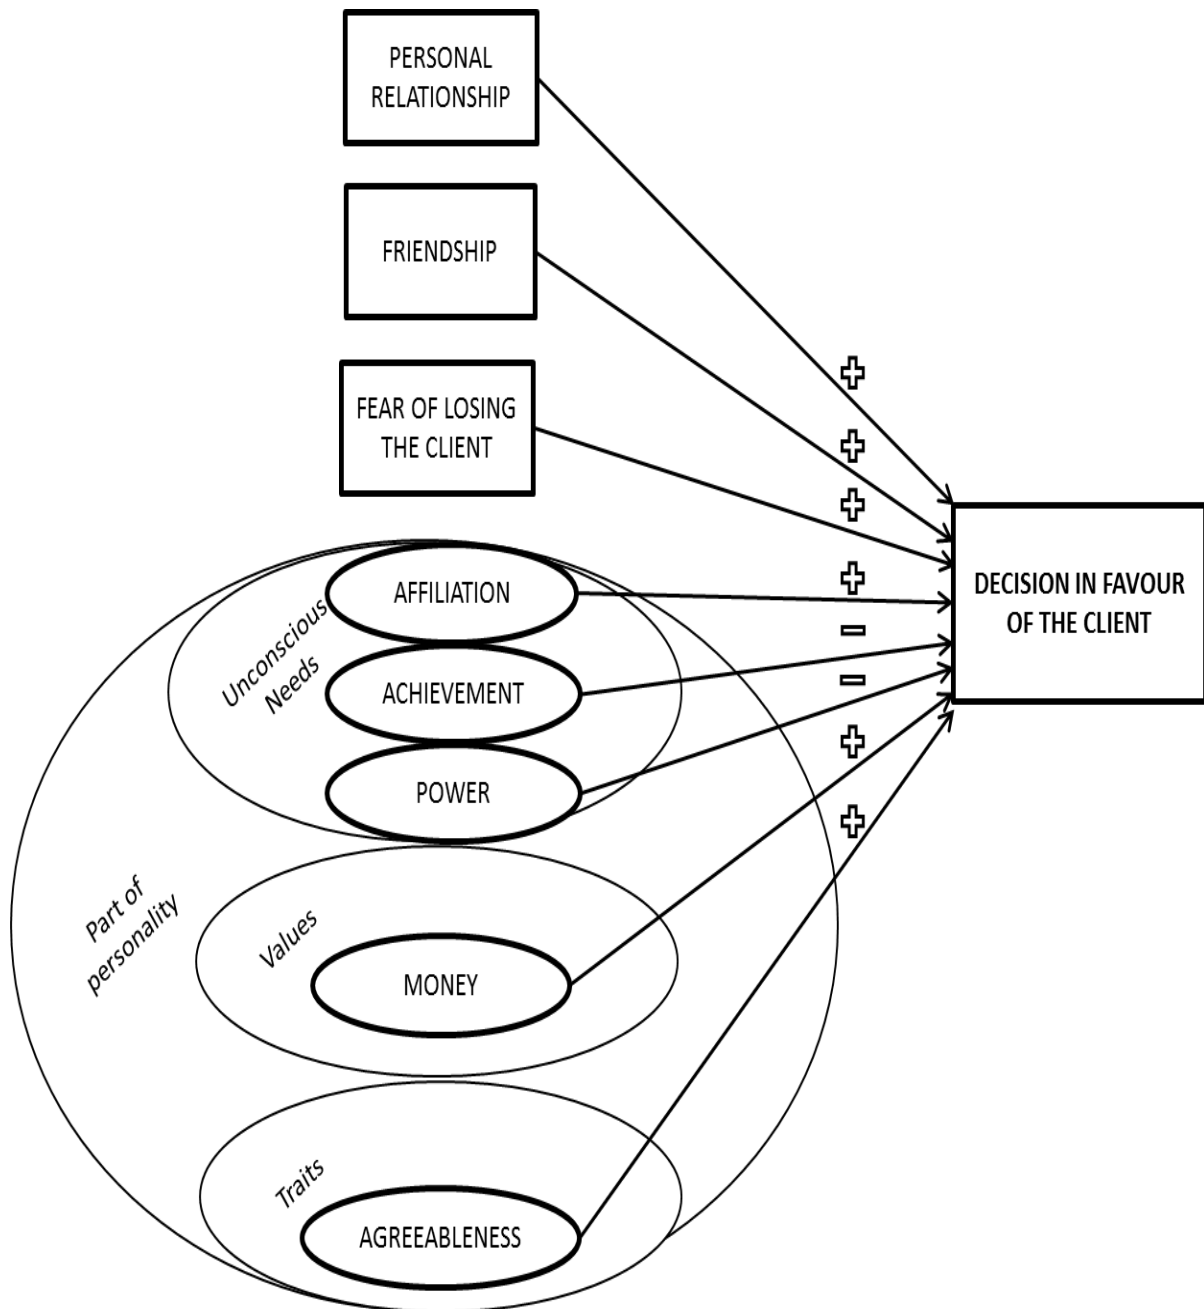 PERSONAL
RELATIONSHIP
FRIENDSHIP
FEAR OF LOSING
THE CLIENT
+
+
+
+
−
−
+
+
DECISION IN FAVOUR
OF THE CLIENT
Part of
personality
Unconscious
Needs
AFFILIATION
ACHIEVEMENT
POWER
Values
MONEY
Traits
AGREEABLENESS